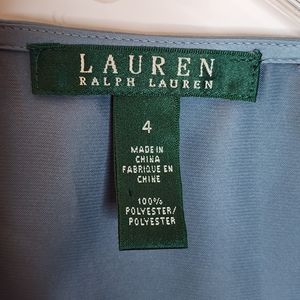 LAUREN
RALPH LAUREN
4
MADE IN
CHINA
FABRIQUE EN
CHINE
100%
POLYESTER/
POLYESTER